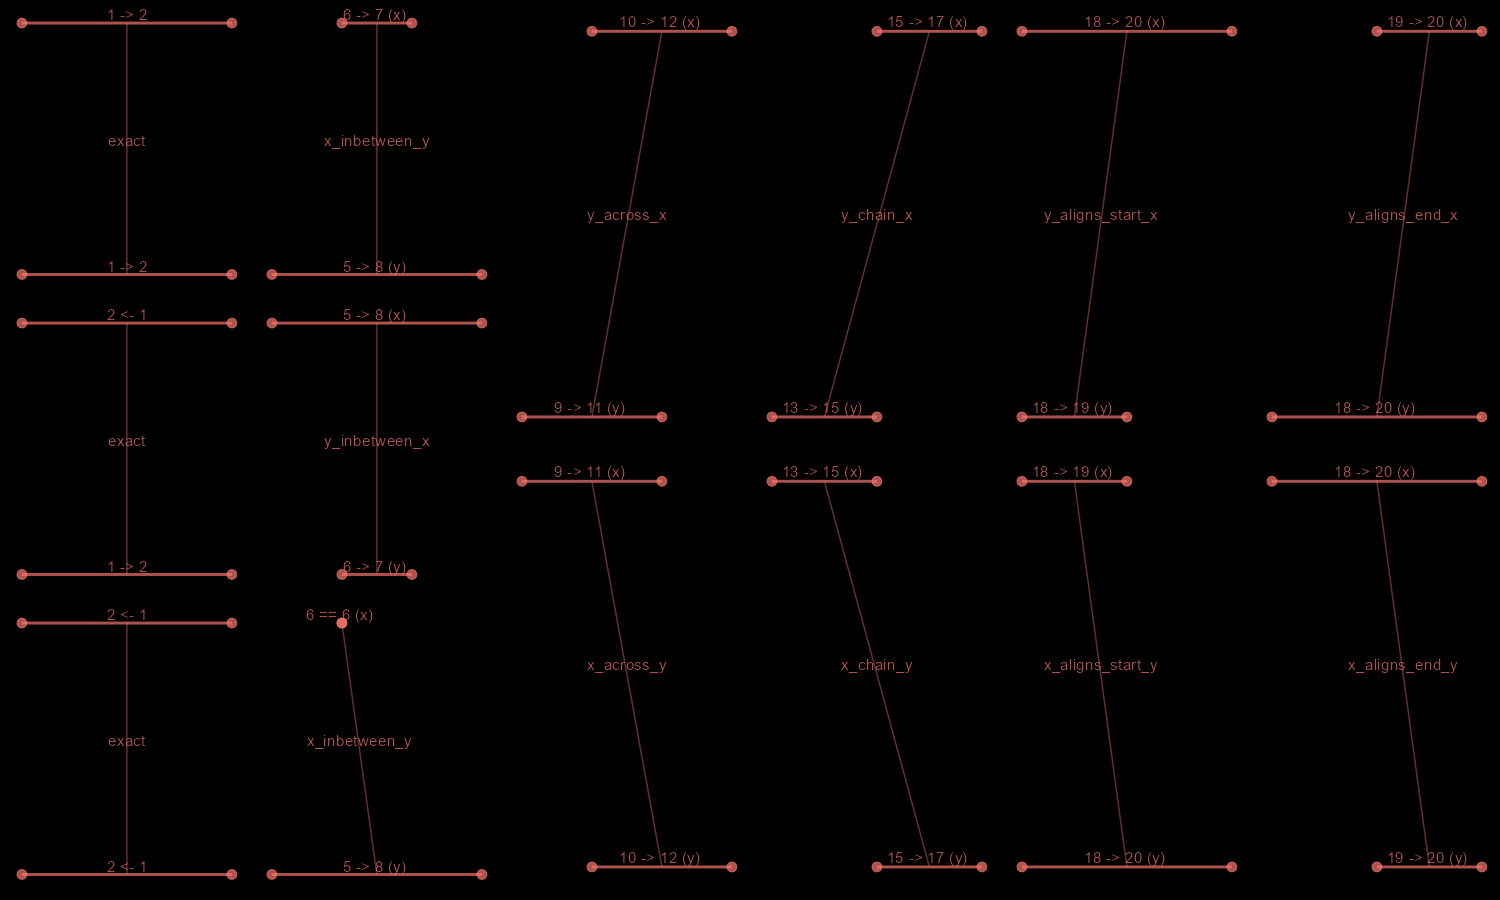 1 -> 2
6 -> 7 (x)
10 -> 12 (x)
15 -> 17 (x)
18 -> 20 (x)
19 -> 20 (x)
exact
x_inbetween_y
y_across_x
y_chain_x
y_aligns_start_x
y_aligns_end_x
1 -> 2
5 -> 8 (y)
2 <- 1
5 -> 8 (x)
9 -> 11 (y)
13 -> 15 (y)
18 -> 19 (y)
18 -> 20 (y)
exact
y_inbetween_x
9 -> 11 (x)
13 -> 15 (x)
18 -> 19 (x)
18 -> 20 (x)
1 -> 2
6 -> 7 (y)
2 <- 1
6 == 6 (x)
x_across_y
x_chain_y
x_aligns_start_y
x_aligns_end_y
exact
x_inbetween_y
2 <- 1
5 -> 8 (y)
10 -> 12 (y)
15 -> 17 (y)
18 -> 20 (y)
19 -> 20 (y)